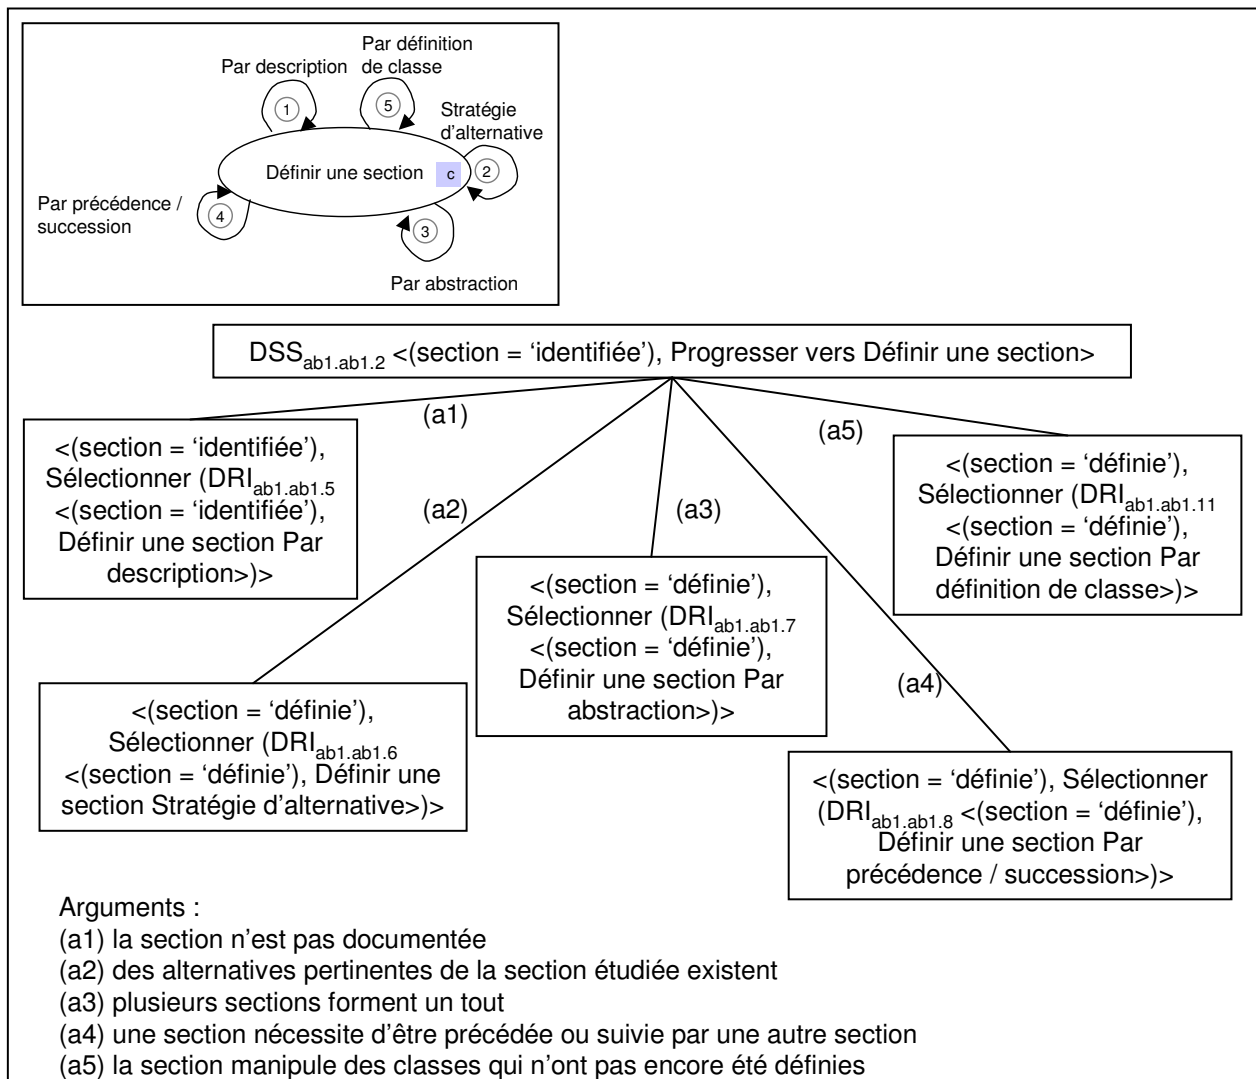 Par description
Par définition
de classe
1
5
Stratégie
d'alternative
Définir une section
c
2
Par précédence /
succession
4
3
Par abstraction
DSSab1.ab1.2 <(section = ‘identifiée’), Progresser vers Définir une section>
(a1)
(a5)
<(section = ‘identifiée’),
Sélectionner (DRIab1.ab1.5
<(section = ‘identifiée’),
Définir une section Par
description>)>
(a2)
(a3)
<(section = ‘définie’),
Sélectionner (DRIab1.ab1.11
<(section = ‘définie’),
Définir une section Par
définition de classe>)>
<(section = ‘définie’),
Sélectionner (DRIab1.ab1.7
<(section = ‘définie’),
Définir une section Par
abstraction>)>
(a4)
<(section = ‘définie’),
Sélectionner (DRIab1.ab1.6
<(section = ‘définie’), Définir une
section Stratégie d’alternative>)>
<(section = ‘définie’), Sélectionner
(DRIab1.ab1.8 <(section = ‘définie’),
Définir une section Par
précédence / succession>)>
Arguments :
(a1) la section n’est pas documentée
(a2) des alternatives pertinentes de la section étudiée existent
(a3) plusieurs sections forment un tout
(a4) une section nécessite d’être précédée ou suivie par une autre section
(a5) la section manipule des classes qui n’ont pas encore été définies